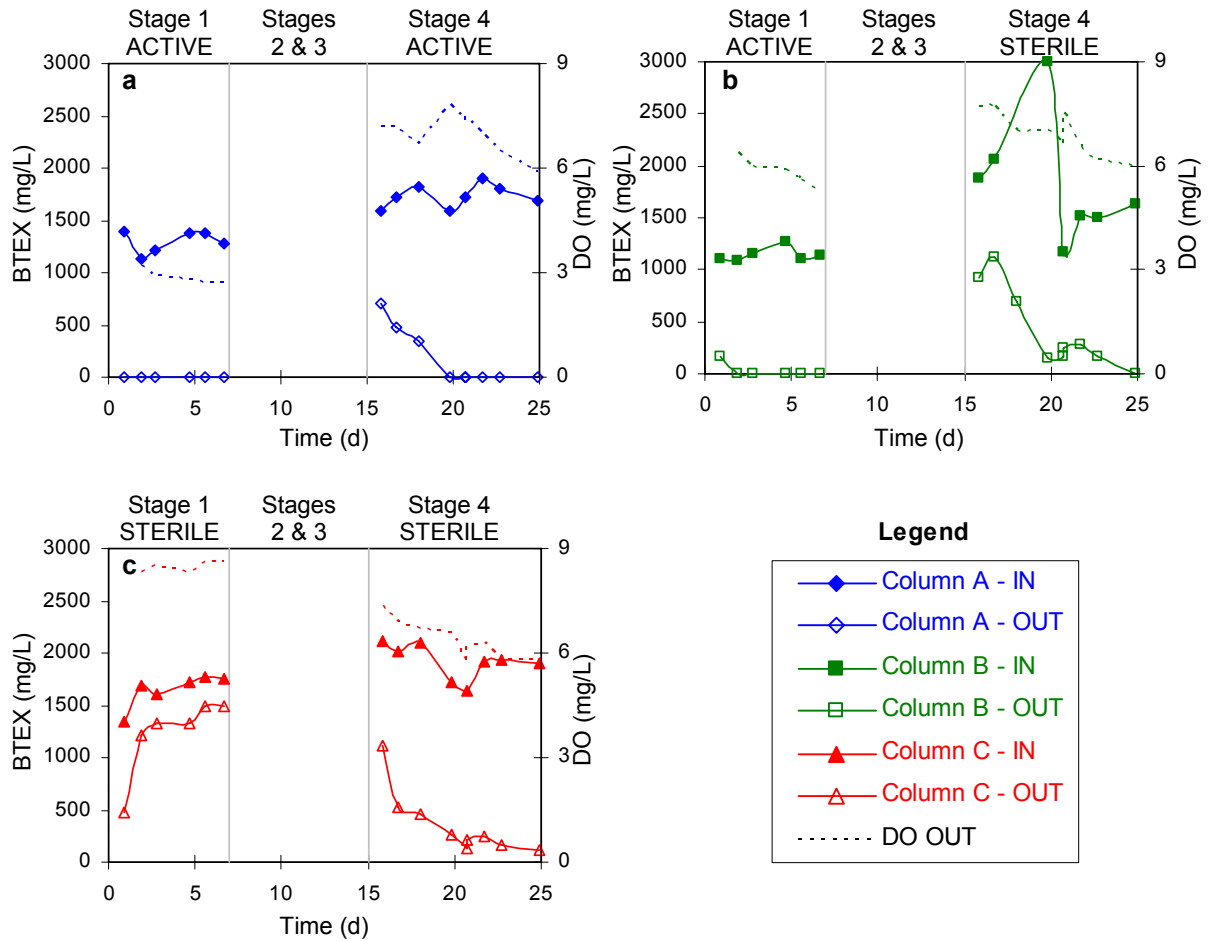 Stage 1 Stages Stage 4
ACTIVE 2 & 3 ACTIVE
a
3000
2500
2000
1500
1000
500
0
BTEX (mg/L)
9
6
3
0
DO (mg/L)
0 5 10 15 20 25
Time (d)
Stage 1 Stages Stage 4
ACTIVE 2 & 3 STERILE
b
3000
2500
2000
1500
1000
500
0
BTEX (mg/L)
9
6
3
0
DO (mg/L)
0 5 10 15 20 25
Time (d)
Stage 1 Stages Stage 4
STERILE 2 & 3 STERILE
c
3000
2500
2000
1500
1000
500
0
BTEX (mg/L)
9
6
3
0
DO (mg/L)
0 5 10 15 20 25
Time (d)
Legend
Column A - IN
Column A - OUT
Column B - IN
Column B - OUT
Column C - IN
Column C - OUT
DO OUT